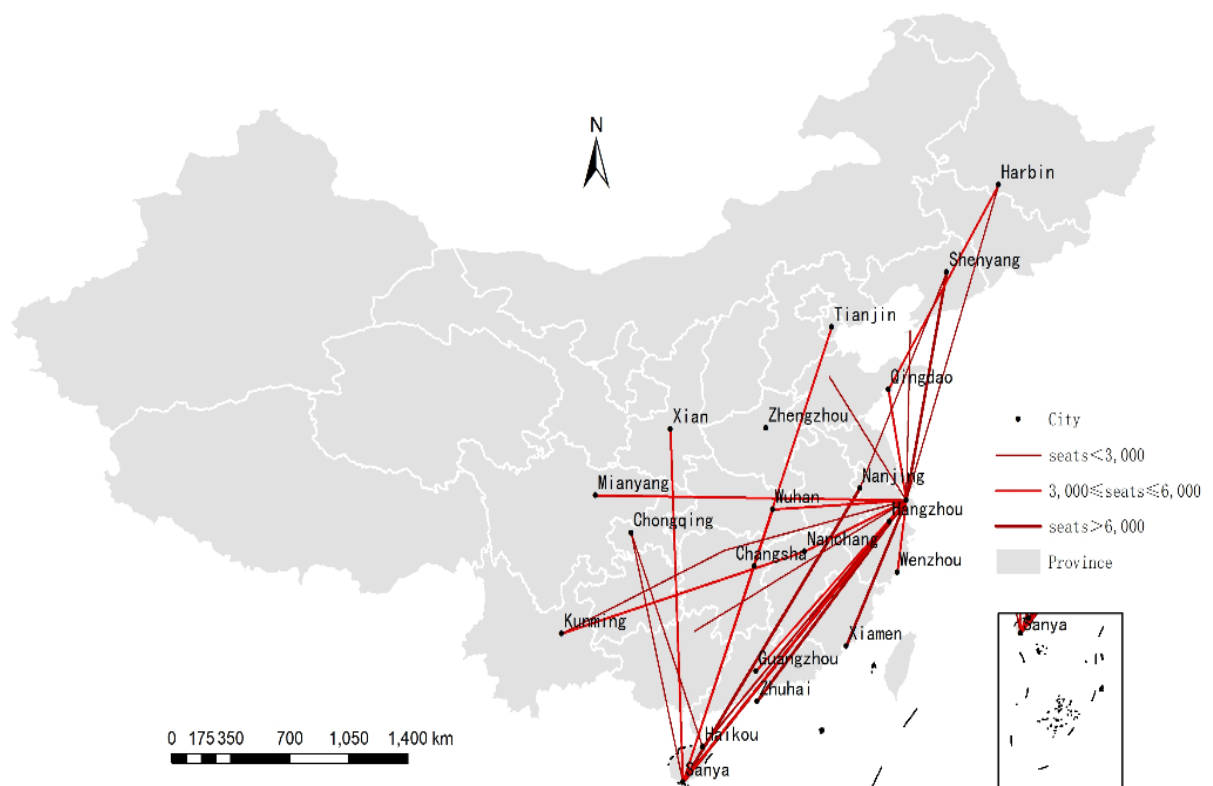 N
Harbin
Shenyang
Tianjin
Qingdao
Xian
Zhengzhou
City
seats<3,000
Mianyang
Nanjing
3,000≤seats≤6,000
Wuhan
Hangzhou
Chongqing
seats>6,000
Nanchang
Changsha
Wenzhou
Province
Kunming
Xiamen
Sanya
Guangzhou
Zhuhai
Haikou
0 175 350 700 1,050 1,400 km
Sanya